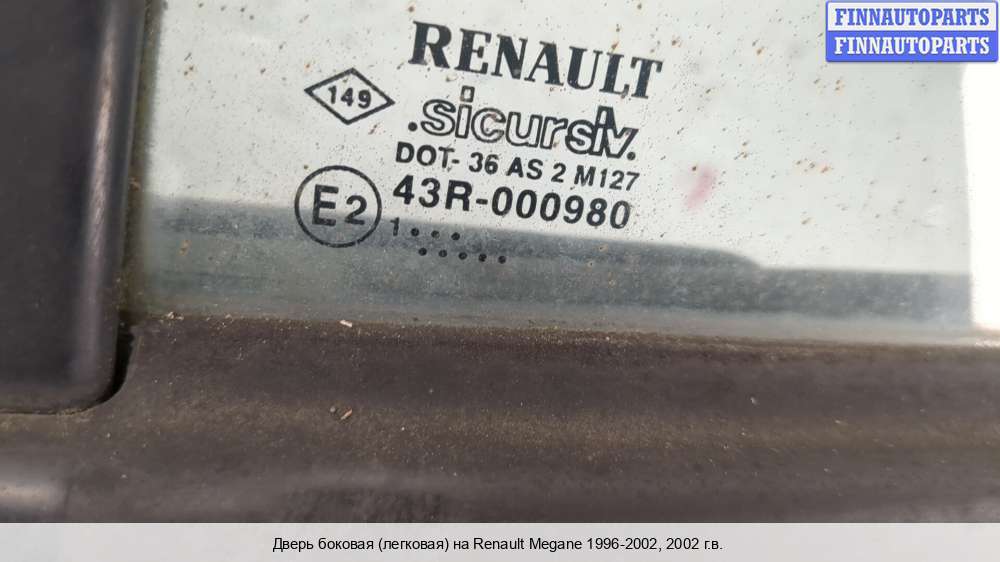 FINNAUTOPARTS
FINNAUTOPARTS
RENAULT
149
.sicursiv.
DOT- 36 AS 2 M127
E2
43R-000980
1...
.....
Дверь боковая (легковая) на Renault Megane 1996-2002, 2002 г.в.